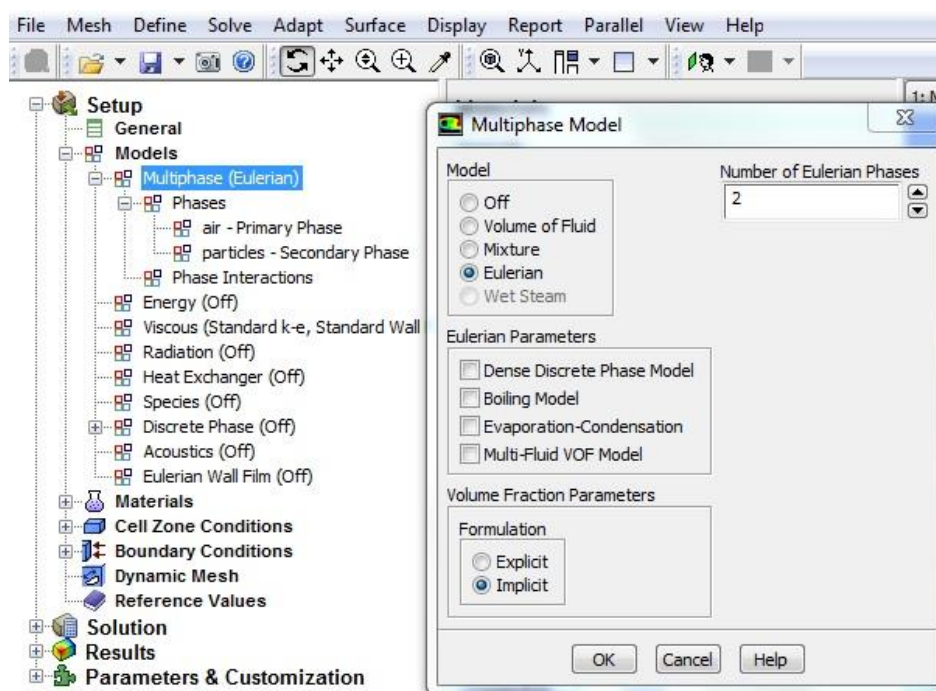 File Mesh Define Solve Adapt Surface Display Report Parallel View Help
Setup
General
Models
Multiphase (Eulerian)
Phases
air - Primary Phase
particles - Secondary Phase
Phase Interactions
Energy (Off)
Viscous (Standard k-e, Standard Wall
Radiation (Off)
Heat Exchanger (Off)
Species (Off)
Discrete Phase (Off)
Acoustics (Off)
Eulerian Wall Film (Off)
Materials
Cell Zone Conditions
Boundary Conditions
Dynamic Mesh
Reference Values
Solution
Results
Parameters & Customization
Multiphase Model
Model
Off
Volume of Fluid
Mixture
Eulerian
Wet Steam
Number of Eulerian Phases
2
Eulerian Parameters
Dense Discrete Phase Model
Boiling Model
Evaporation-Condensation
Multi-Fluid VOF Model
Volume Fraction Parameters
Formulation
Explicit
Implicit
OK Cancel Help